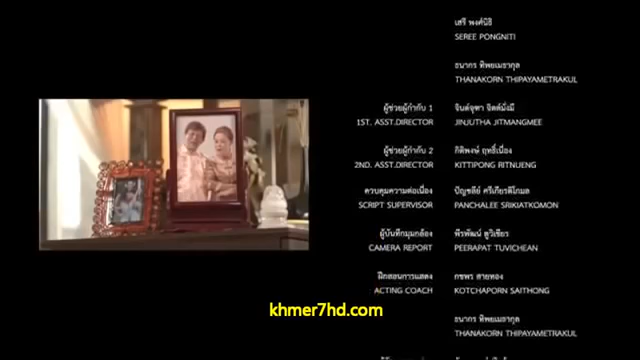 เสรี พงศ์นิธิ
SEREE PONGNITI
ธนากร ทิพยเมธากุล
THANAKORN THIPAYAMETRAKUL
ผู้ช่วยผู้กำกับ 1 จินต์จุฑา จิตต์มั่งมี
1ST. ASST.DIRECTOR JINJUTHA JITMANGMEE
ผู้ช่วยผู้กำกับ 2 กิติพงษ์ ฤทธิ์เนื่อง
2ND. ASST.DIRECTOR KITTIPONG RITNUENG
ควบคุมความต่อเนื่อง ปัญชลีย์ ศรีเกียรติโกมล
SCRIPT SUPERVISOR PANCHALEE SRIKIATKOMON
ผู้บันทึกมุมกล้อง พีรพัฒน์ ตูวิเชียร
CAMERA REPORT PEERAPAT TUVICHEAN
ฝึกสอนการแสดง กชพร สายทอง
ACTING COACH KOTCHAPORN SAITHONG
khmer7hd.com
ธนากร ทิพยเมธากุล
THANAKORN THIPAYAMETRAKUL